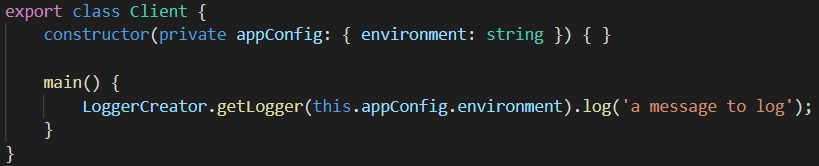 export class Client {
    constructor(private appConfig: { environment: string }) { }

    main() {
        LoggerCreator.getLogger(this.appConfig.environment).log('a message to log');
    }
}